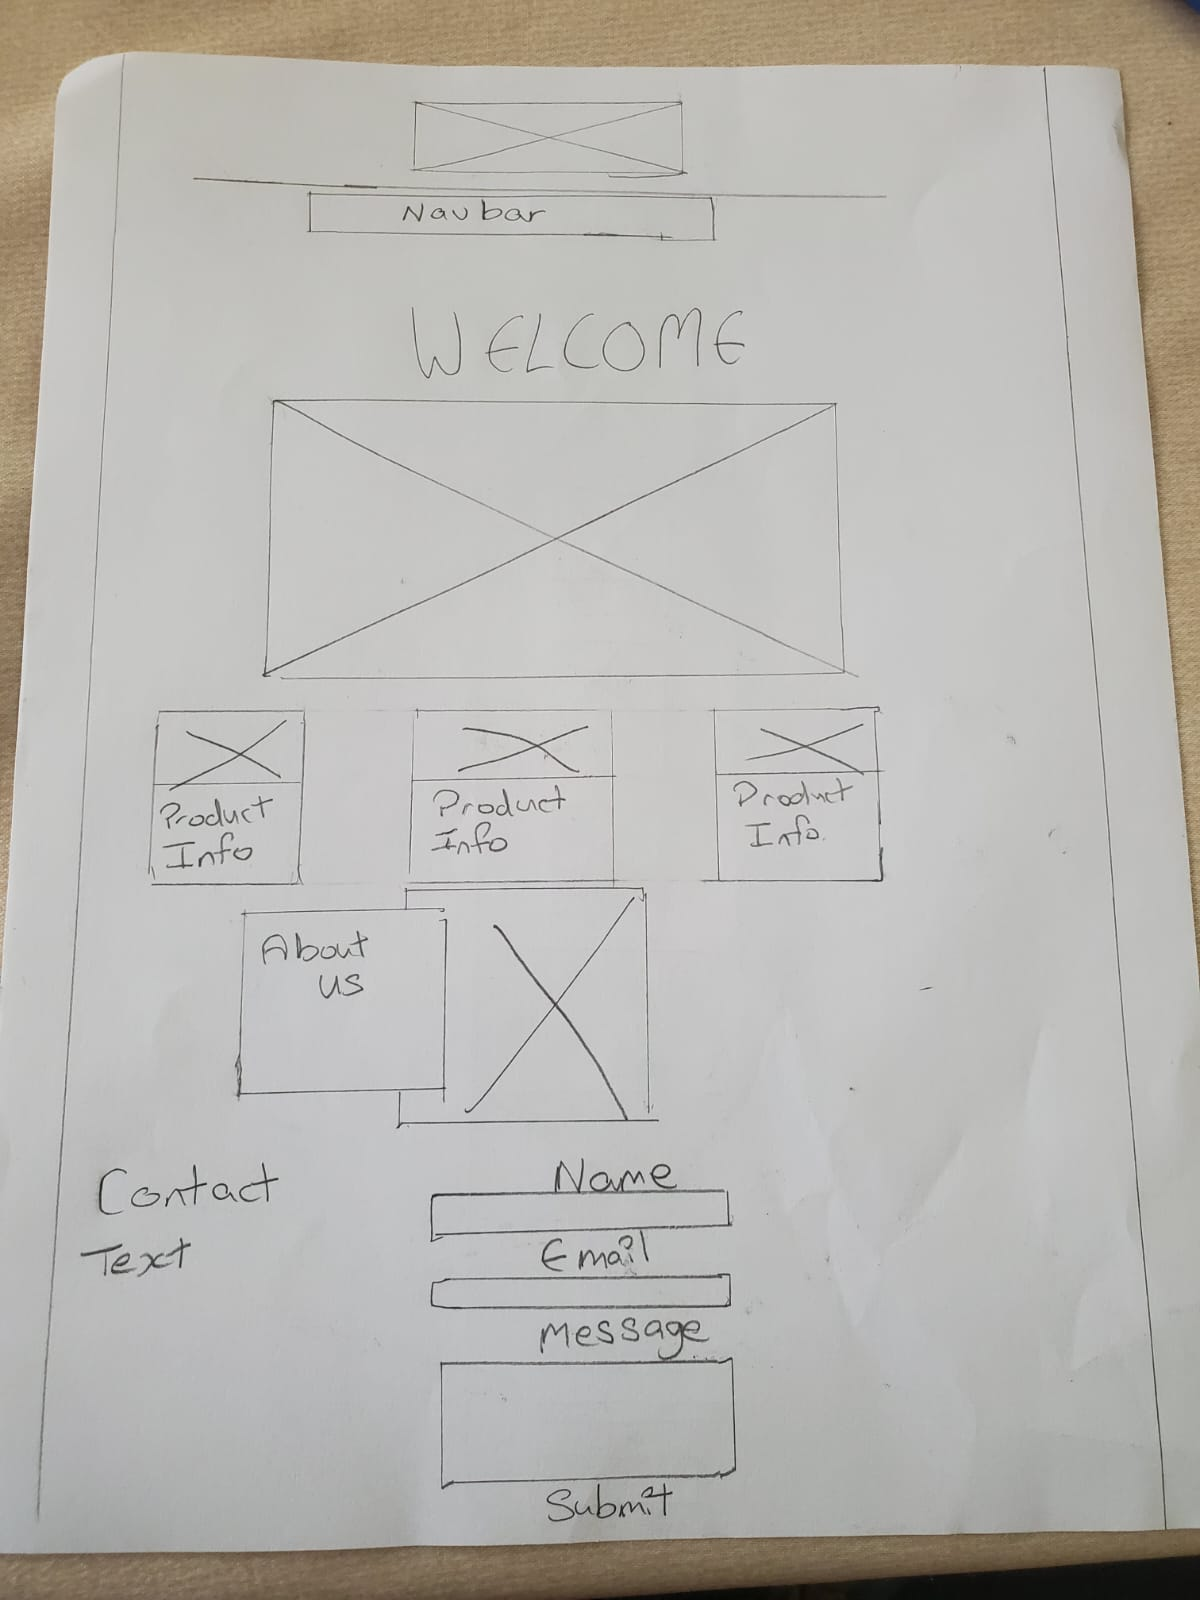 Navbar
WELCOME
Product
Info
Product
Info
Product
Info.
About
us
Contact
Text
Name
Email
Message
Submit